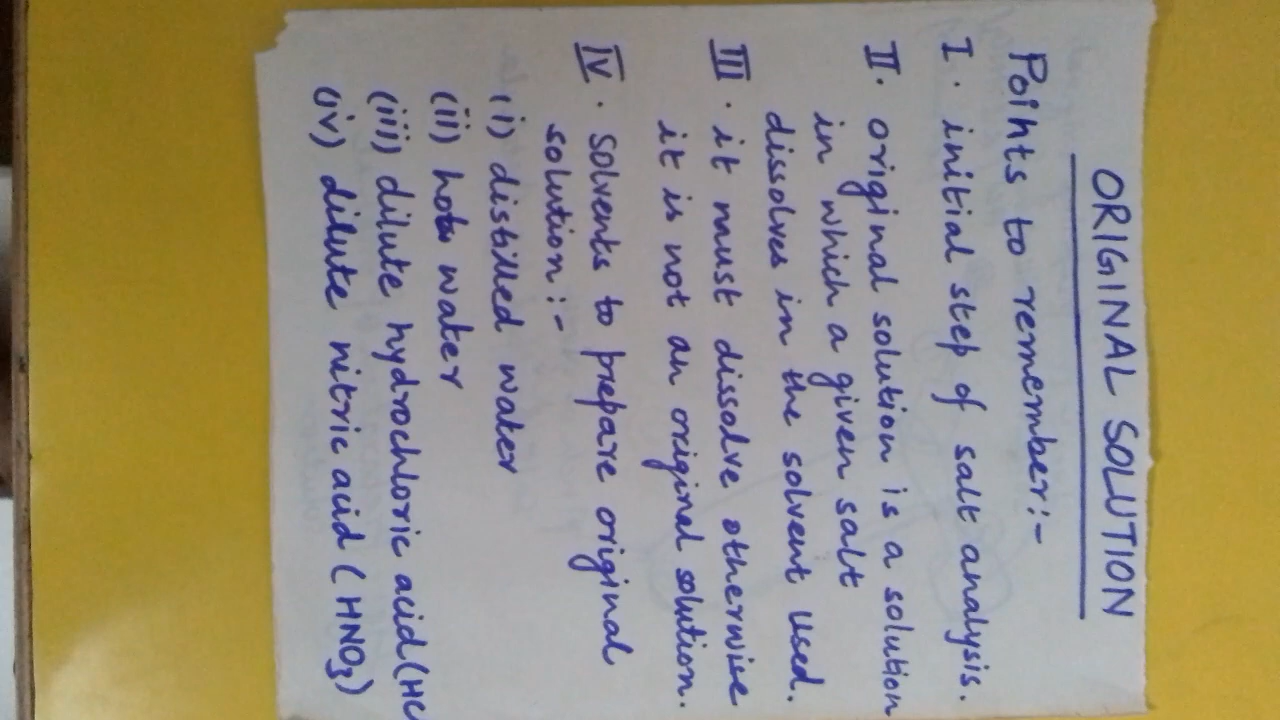 ORIGINAL SOLUTION
Points to remember:-
I. initial step of salt analysis.
II. original solution is a solution
in which a given salt
dissolves in the solvent used.
III. it must dissolve otherwise
it is not an original solution.
IV. solvents to prepare original
solution:-
(i) distilled water
(ii) hot water
(iii) dilute hydrochloric acid (HC
(iv) dilute nitric acid (HNO3)